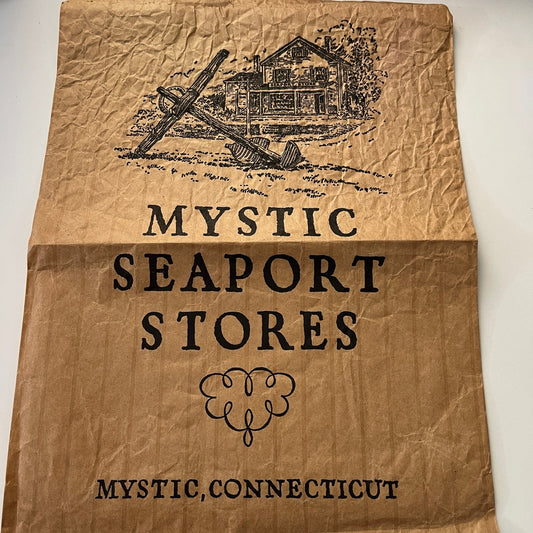 MYSTIC
SEAPORT
STORES
MYSTIC, CONNECTICUT